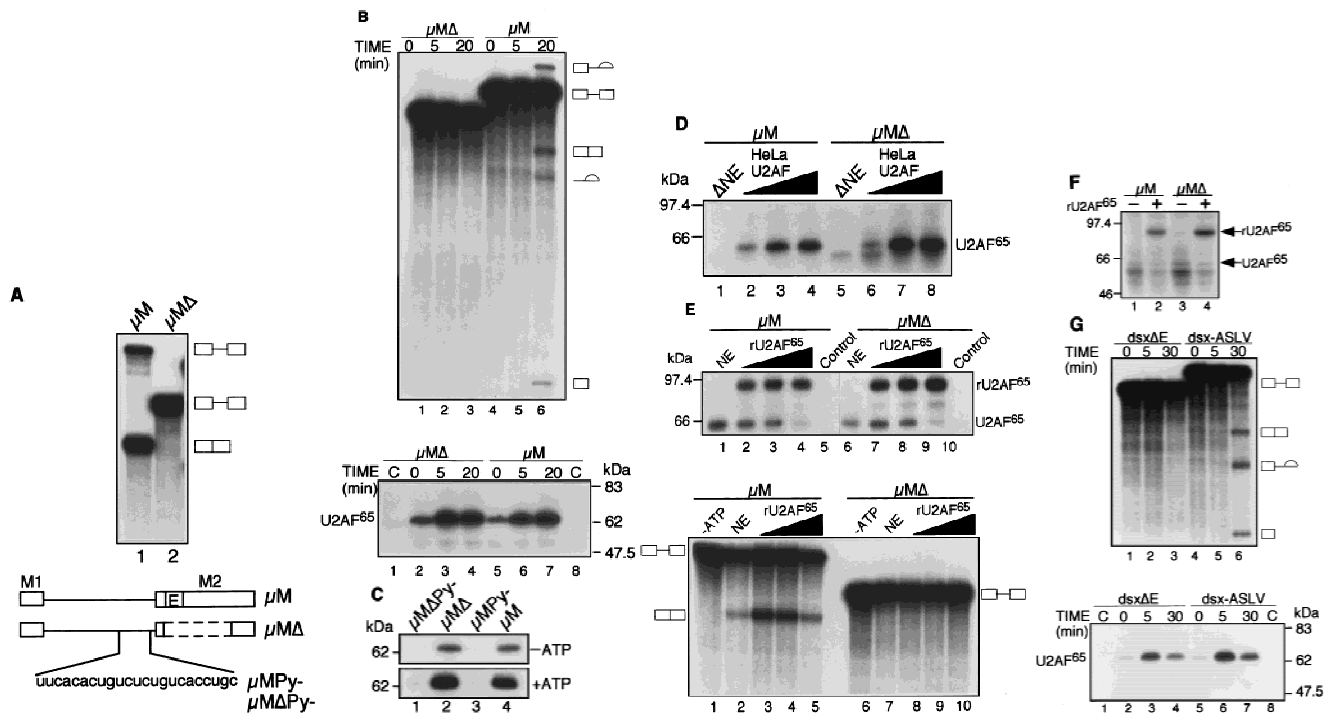 A
µM µMΔ
1 2
M1 M2
E µM
µMΔ
uucacacugucucugucaccugc µMPy-
µMΔPy-
B
µMΔ µM
TIME 0 5 20 0 5 20
(min)
1 2 3 4 5 6
µMΔ µM
TIME C 0 5 20 0 5 20 C kDa
(min)
83
U2AF65 62
47.5
1 2 3 4 5 6 7 8
C
µMΔPy- µMΔ µMPy- µM
kDa
62 –ATP
62 +ATP
1 2 3 4
D
µM µMΔ
HeLa HeLa
ΔNE U2AF ΔNE U2AF
kDa
97.4
66 U2AF65
1 2 3 4 5 6 7 8
E
µM µMΔ
NE rU2AF65 Control NE rU2AF65 Control
kDa
97.4 rU2AF65
66 U2AF65
1 2 3 4 5 6 7 8 9 10
µM µMΔ
-ATP NE rU2AF65 -ATP NE rU2AF65
1 2 3 4 5 6 7 8 9 10
F
µM µMΔ
rU2AF65 – + – +
97.4
rU2AF65
66 U2AF65
46
1 2 3 4
G
dsxΔE dsx-ASLV
TIME 0 5 30 0 5 30
(min)
1 2 3 4 5 6
dsxΔE dsx-ASLV
TIME C 0 5 30 0 5 30 C kDa
(min)
83
U2AF65 62
47.5
1 2 3 4 5 6 7 8